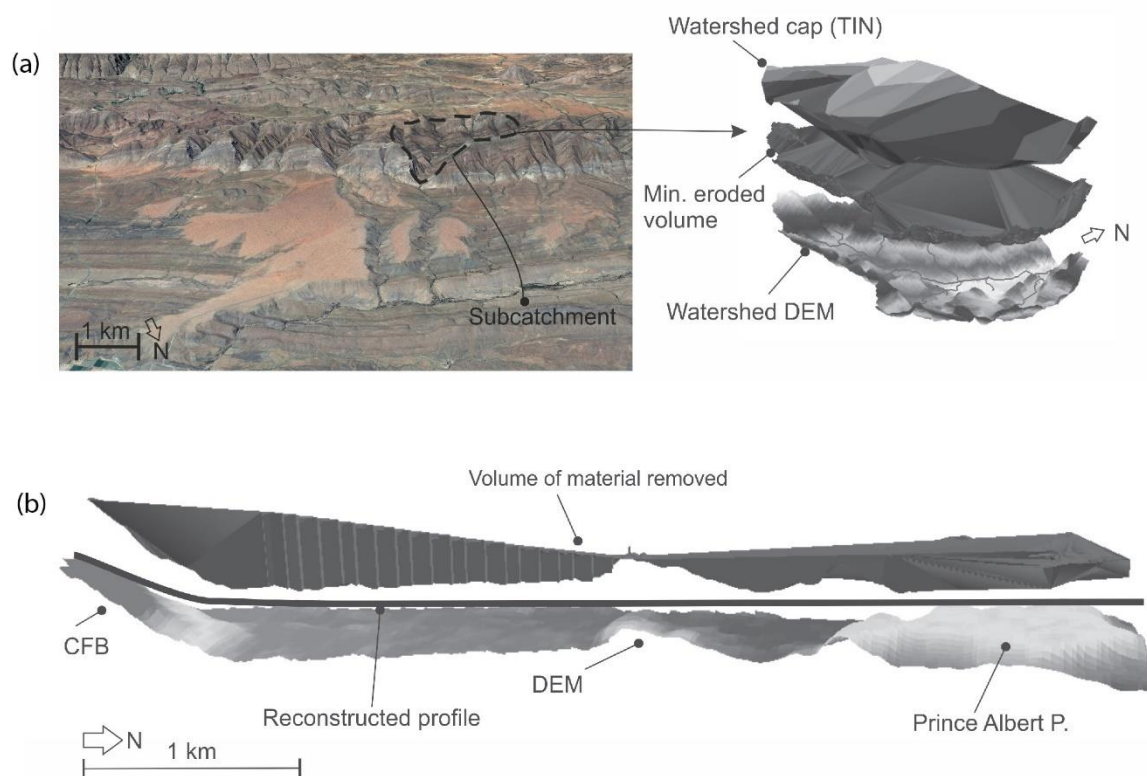 (a)
Watershed cap (TIN)
Min. eroded
volume
N
Watershed DEM
Subcatchment
1 km
N
(b)
Volume of material removed
CFB
DEM
Reconstructed profile
Prince Albert P.
N
1 km